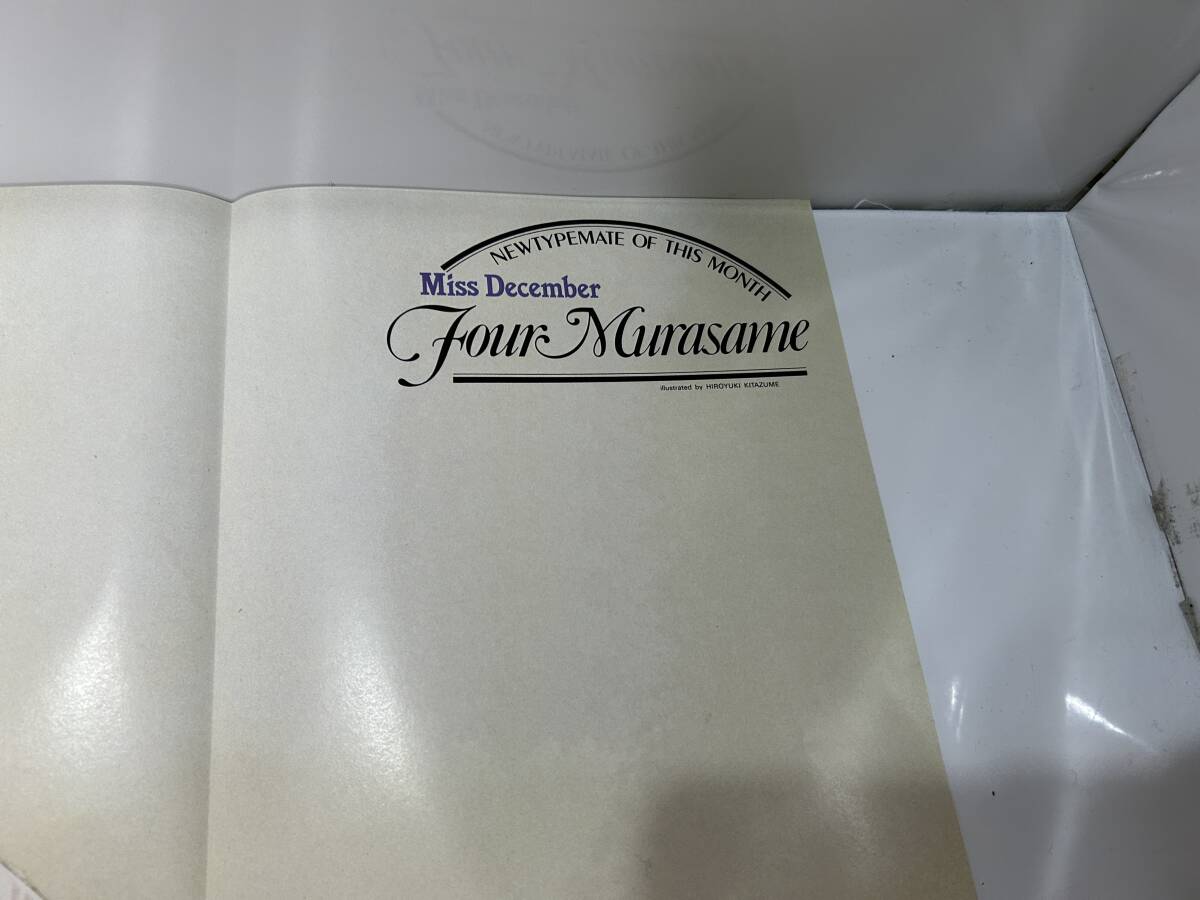 NEWTYPEMATE OF THIS MONTH
Miss December
Four Murasame
illustrated by HIROYUKI KITAZUME